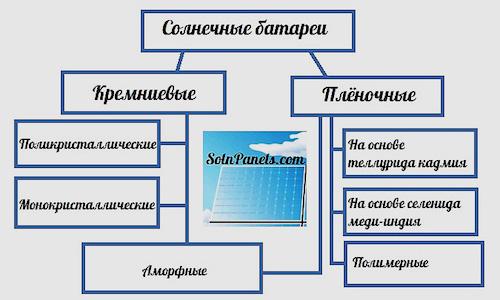 Солнечные батареи
Кремниевые
Плёночные
Поликристаллические
Монокристаллические
Аморфные
SolnPanels.com
На основе
теллурида кадмия
На основе селенида
меди-индия
Полимерные